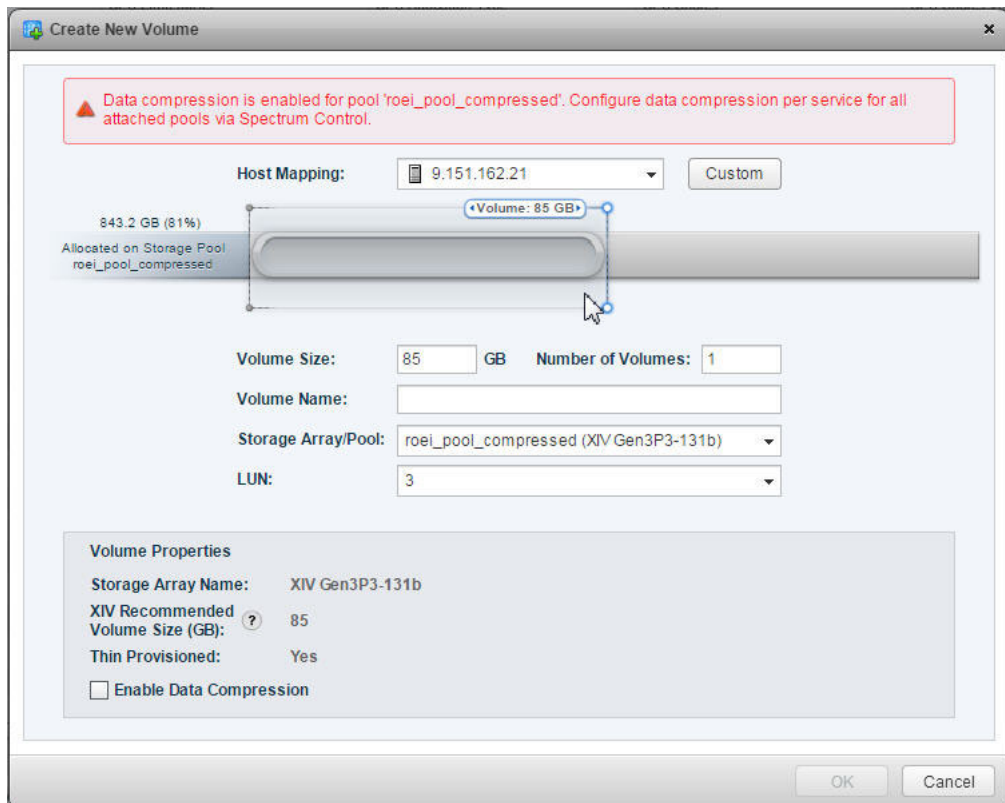 Create New Volume
Data compression is enabled for pool 'roei_pool_compressed'. Configure data compression per service for all
attached pools via Spectrum Control.
Host Mapping: 9.151.162.21 Custom
Volume: 85 GB
843.2 GB (81%)
Allocated on Storage Pool
roei_pool_compressed
Volume Size: 85 GB Number of Volumes: 1
Volume Name:
Storage Array/Pool: roei_pool_compressed (XIV Gen3P3-131b)
LUN: 3
Volume Properties
Storage Array Name: XIV Gen3P3-131b
XIV Recommended
Volume Size (GB): ? 85
Thin Provisioned: Yes
Enable Data Compression
OK Cancel